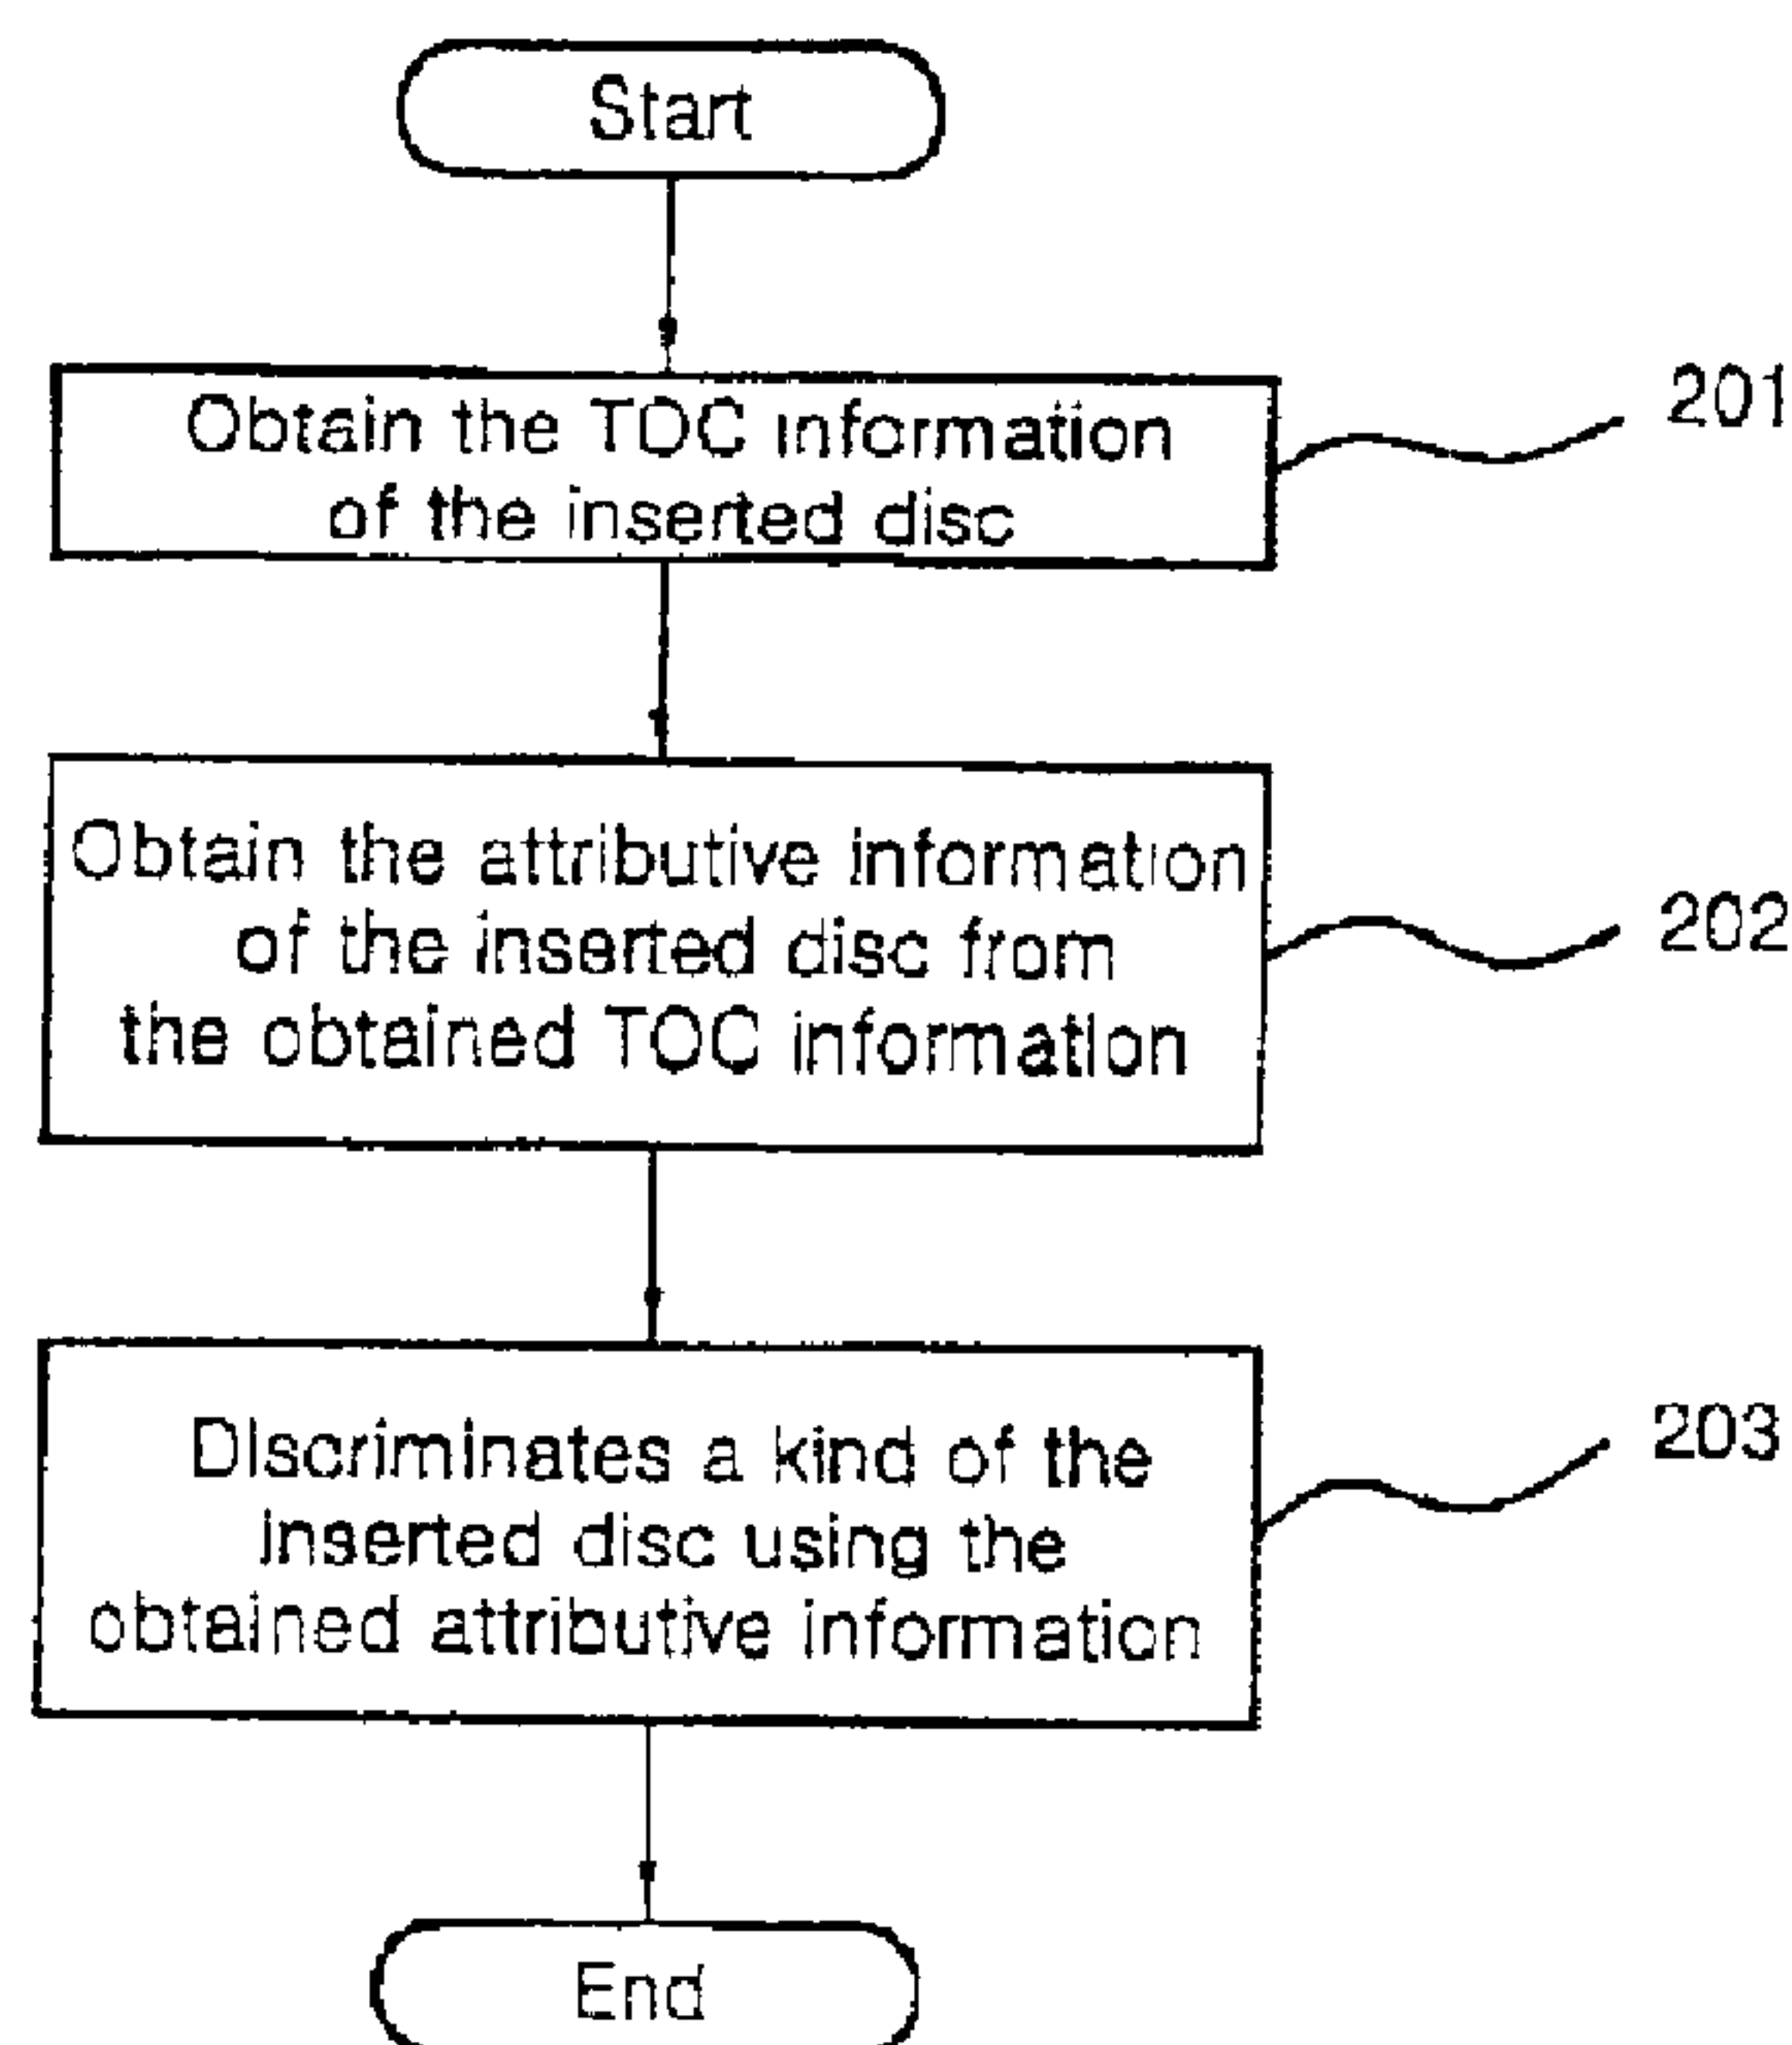 Start
Obtain the TOC information
of the inserted disc
201
Obtain the attributive information
of the inserted disc from
the obtained TOC information
202
Discriminates a kind of the
inserted disc using the
obtained attributive information
203
End